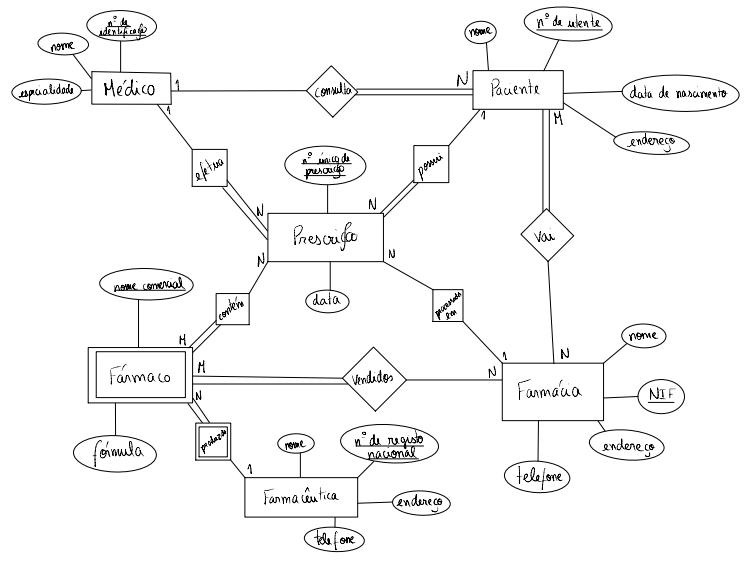 nº de
identificação
nome
especialidade
Médico
1
1
consulta
N
nome
nº de utente
Paciente
data de nascimento
endereço
1
M
efetua
nº único de
prescrição
possui
N
N
Prescrição
N
N
vai
data
nome comercial
contém
processada
em
M
Fármaco
M
vendidos
N
1
N
Farmácia
nome
NIF
endereço
telefone
fórmula
N
produzido
1
nome
nº de registo
nacional
Farmacêutica
endereço
telefone